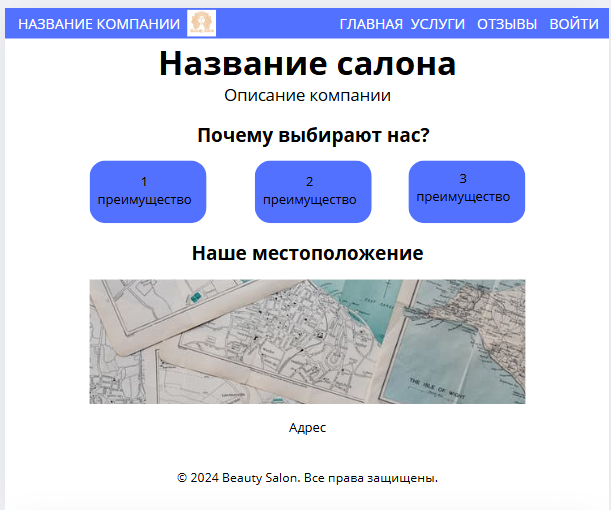 НАЗВАНИЕ КОМПАНИИ ГЛАВНАЯ УСЛУГИ ОТЗЫВЫ ВОЙТИ
Название салона
Описание компании
Почему выбирают нас?
1 2 3
преимущество преимущество преимущество
Наше местоположение
THE ISLE OF WIGHT
Адрес
© 2024 Beauty Salon. Все права защищены.